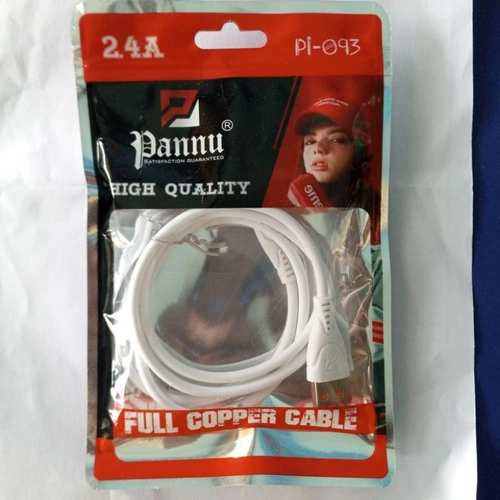 2.4A
Pi-093
Pannu®
SATISFACTION GUARANTEED
HIGH QUALITY
FULL COPPER CABLE